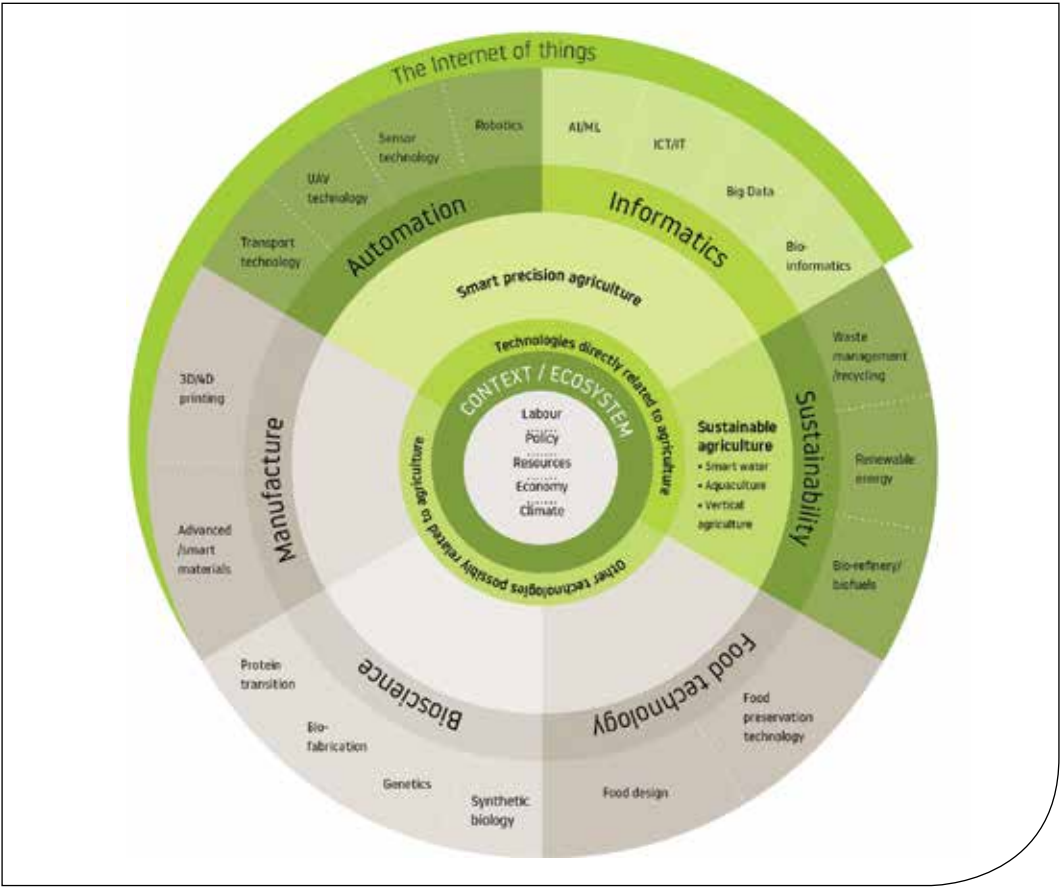 The Internet of things
Robotics
Sensor
technology
UAV
technology
Transport
technology
Automation
AI/ML
ICT/IT
Big Data
Bio-
informatics
Informatics
Smart precision agriculture
Technologies directly related to agriculture
CONTEXT / ECOSYSTEM
Labour
Policy
Resources
Economy
Climate
Other technologies possibly related to agriculture
Sustainable
agriculture
• Smart water
• Aquaculture
• Vertical
agriculture
Sustainability
Waste
management
/recycling
Renewable
energy
Bio-refinery/
biofuels
Manufacture
3D/4D
printing
Advanced
/smart
materials
Bioscience
Protein
transition
Bio-
fabrication
Genetics
Synthetic
biology
Food technology
Food
preservation
technology
Food design